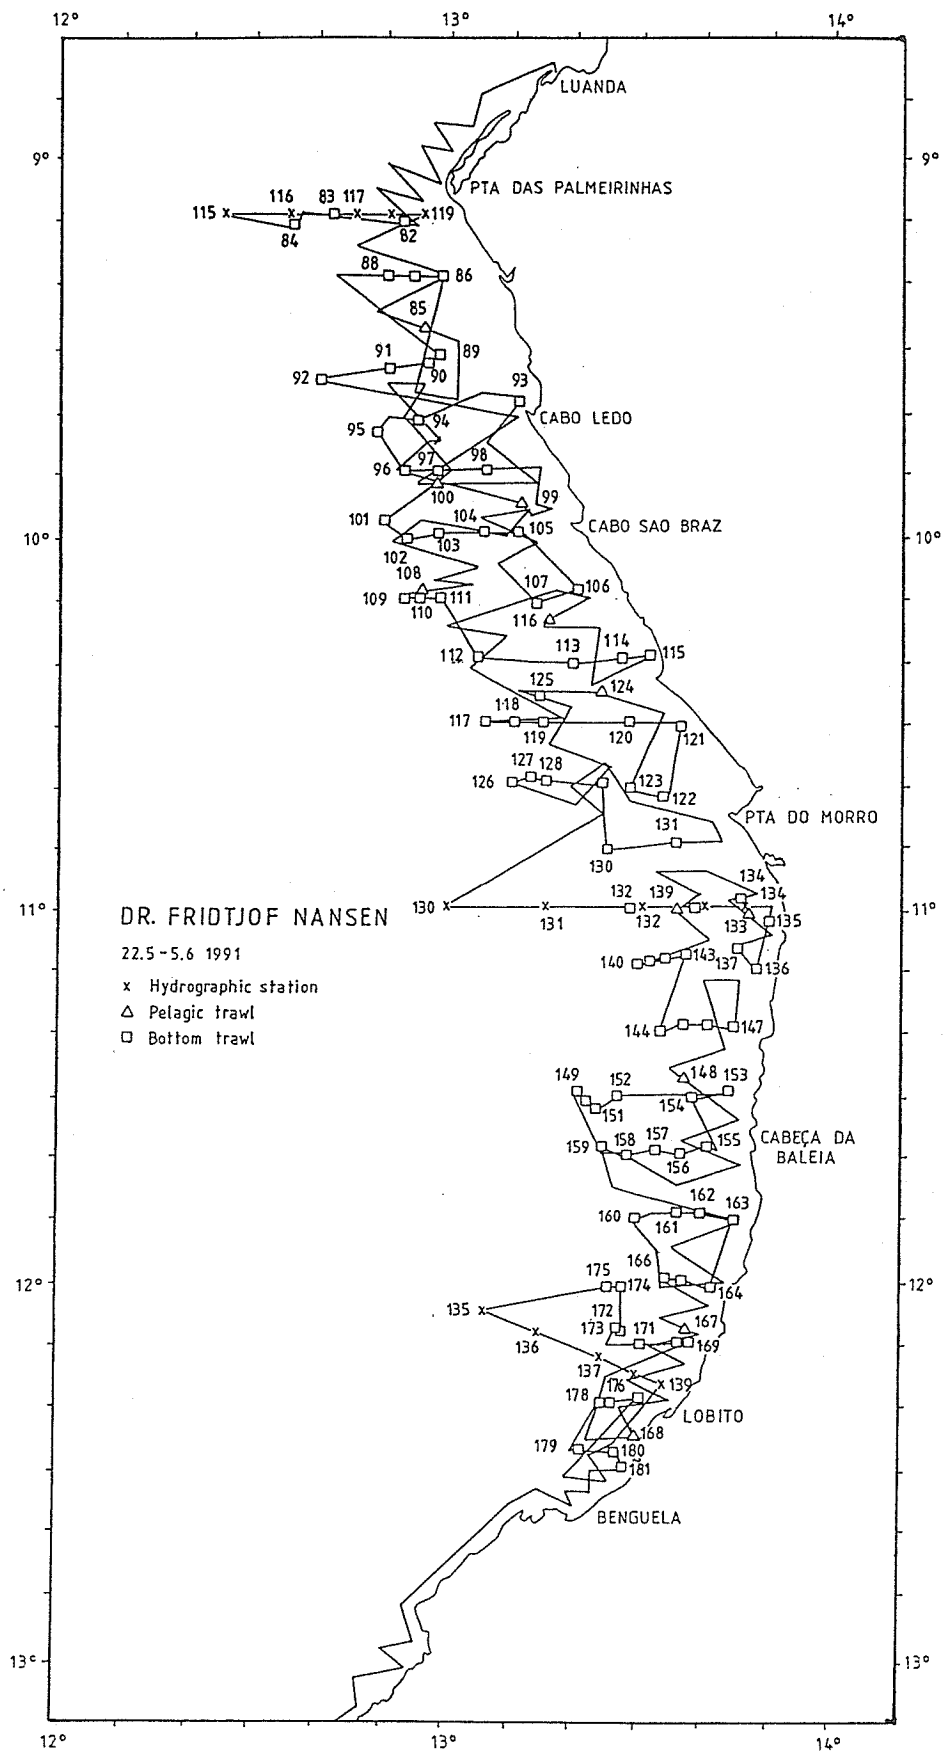 12° 13° 14°
LUANDA
9° 9°
PTA DAS PALMEIRINHAS
115 116 83 117 119
84 82
88 86
85
91 89
92 90
93
94 CABO LEDO
95
96 97 98
100 99
101 104 105 CABO SAO BRAZ
10° 10°
102 103
108 107 106
109 110 111
116
112 113 114 115
125 124
117 118
119 120 121
126 127 128 123
122
131 PTA DO MORRO
130
134
132 139 134
130 131 132 133 135
11° 11°
DR. FRIDTJOF NANSEN
22.5-5.6 1991
x Hydrographic station
△ Pelagic trawl
□ Bottom trawl
140 143 137 136
144 147
148
149 152 153
151 154
159 158 157 155 CABEÇA DA
156 BALEIA
162 163
160 161
166
12° 12°
175 174 164
135 172 167
136 173 171 169
137 139
178 176
LOBITO
168
179 180
181
BENGUELA
13° 13°
12° 13° 14°